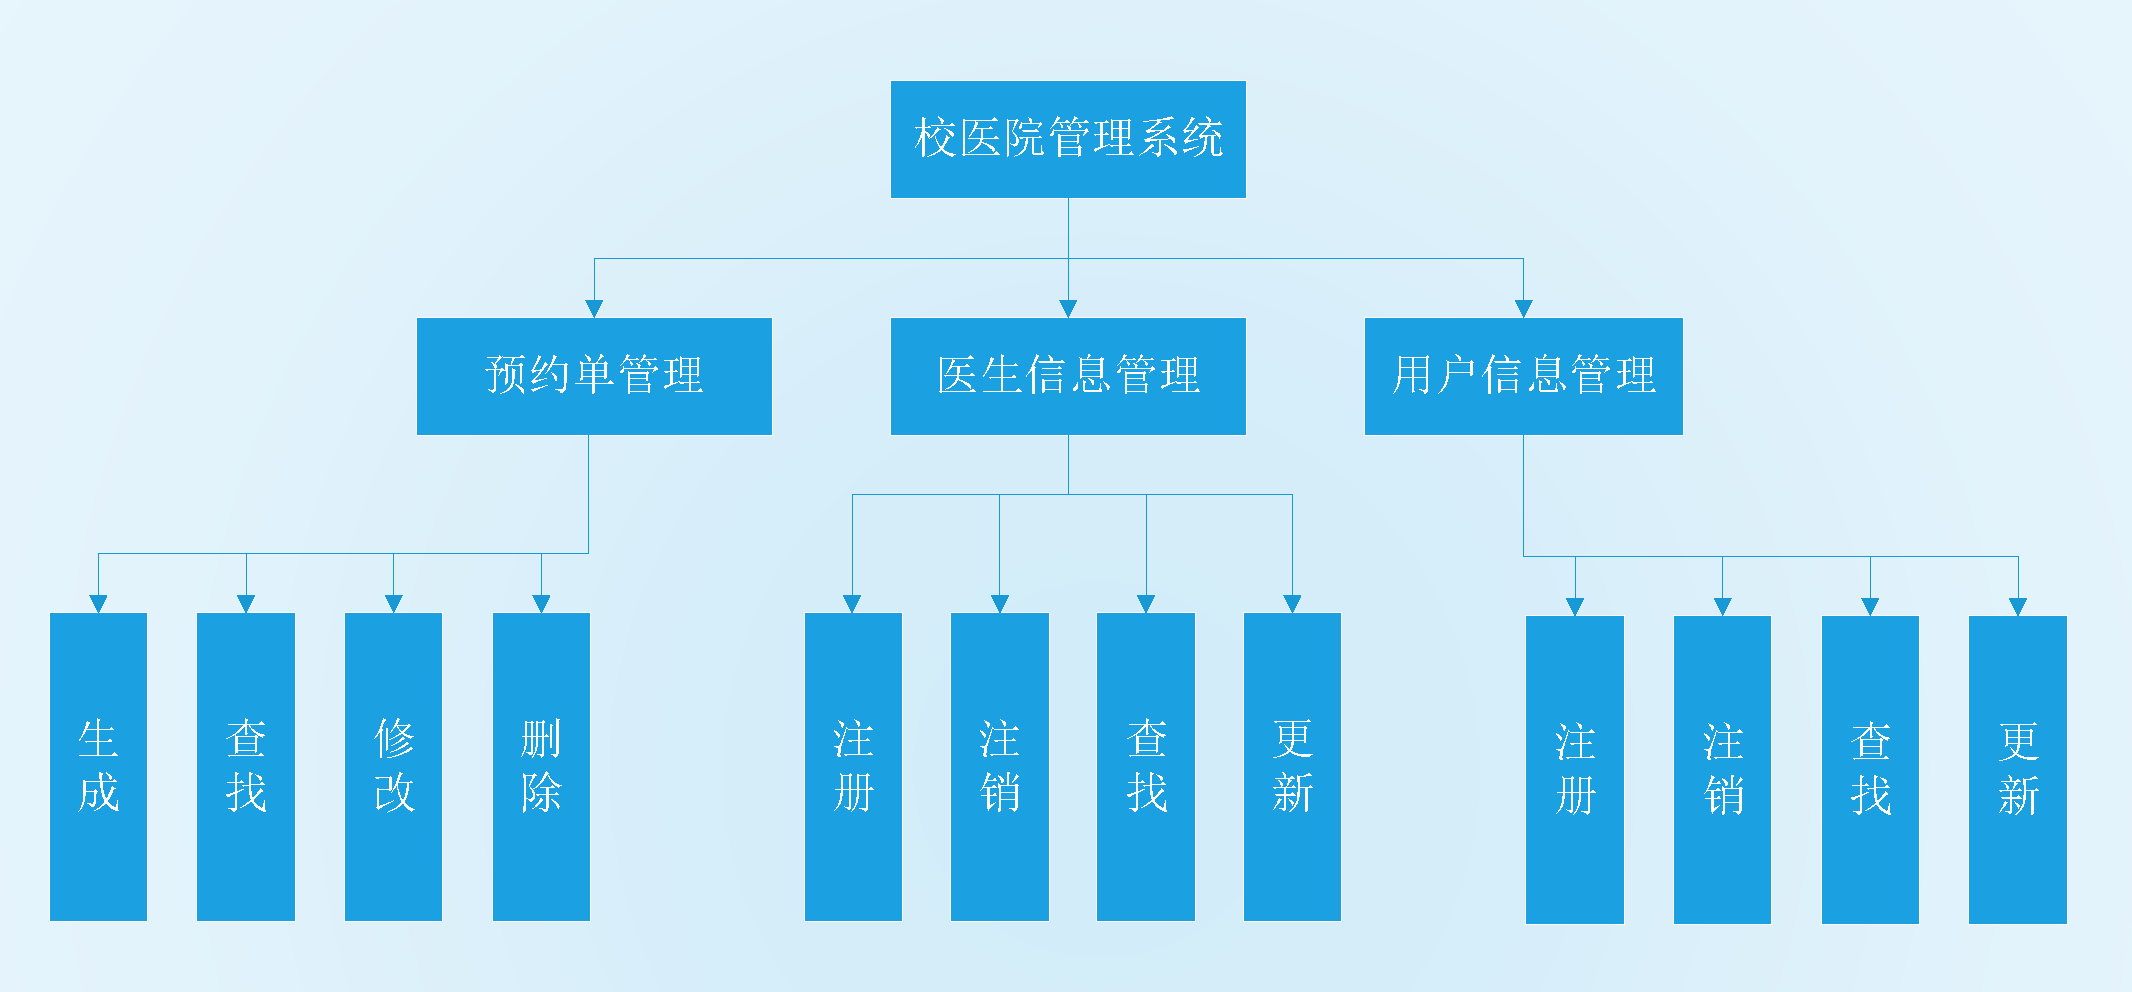 校医院管理系统
预约单管理
医生信息管理
用户信息管理
生成
查找
修改
删除
注册
注销
查找
更新
注册
注销
查找
更新